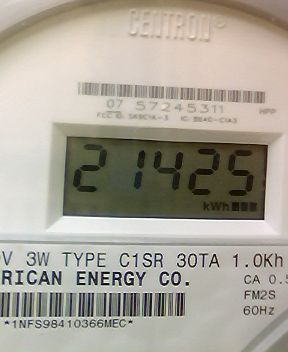 CENTRON®
07 57245311
HPP
21425
kWh
V 3W TYPE C1SR 30TA 1.0Kh
RICAN ENERGY CO.
CA 0.5
FM2S
60Hz
*1NFS98410366MEC*